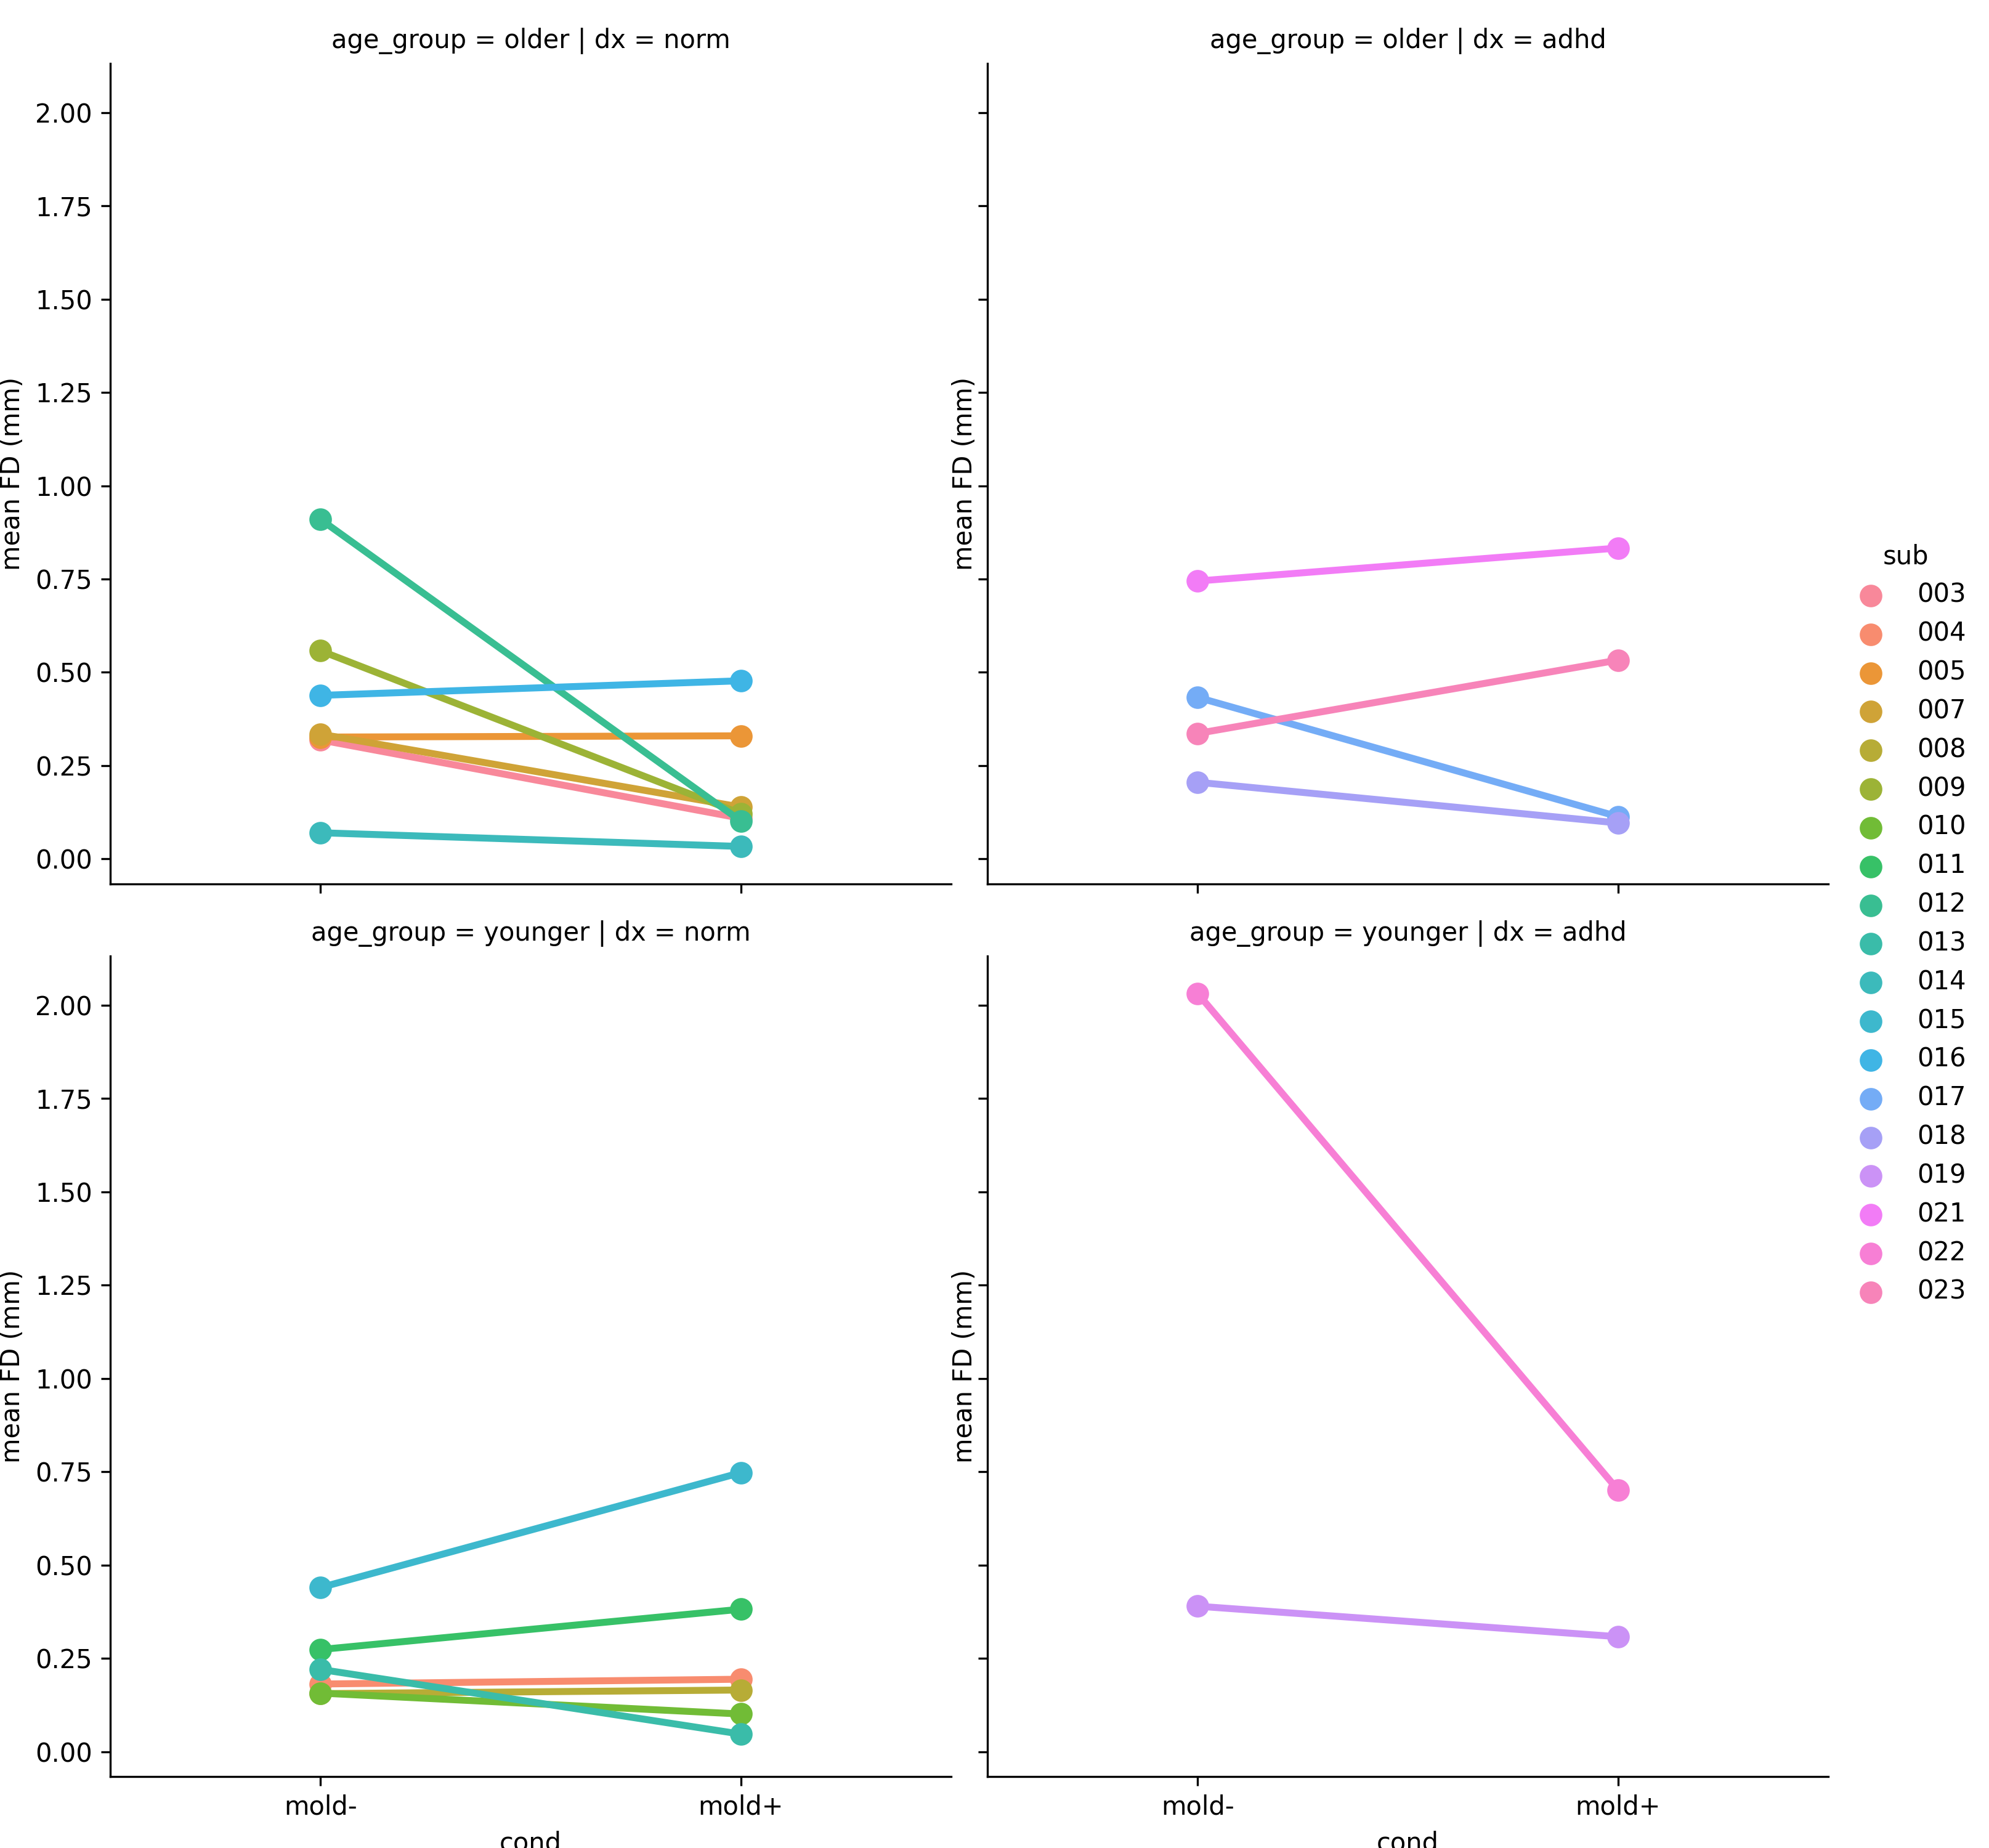 age_group = older | dx = norm
age_group = older | dx = adhd
2.00
1.75
1.50
1.25
1.00
0.75
0.50
0.25
0.00
mean FD (mm)
mean FD (mm)
age_group = younger | dx = norm
age_group = younger | dx = adhd
2.00
1.75
1.50
1.25
1.00
0.75
0.50
0.25
0.00
mean FD (mm)
mean FD (mm)
mold-
mold+
mold-
mold+
cond
cond
sub
003
004
005
007
008
009
010
011
012
013
014
015
016
017
018
019
021
022
023